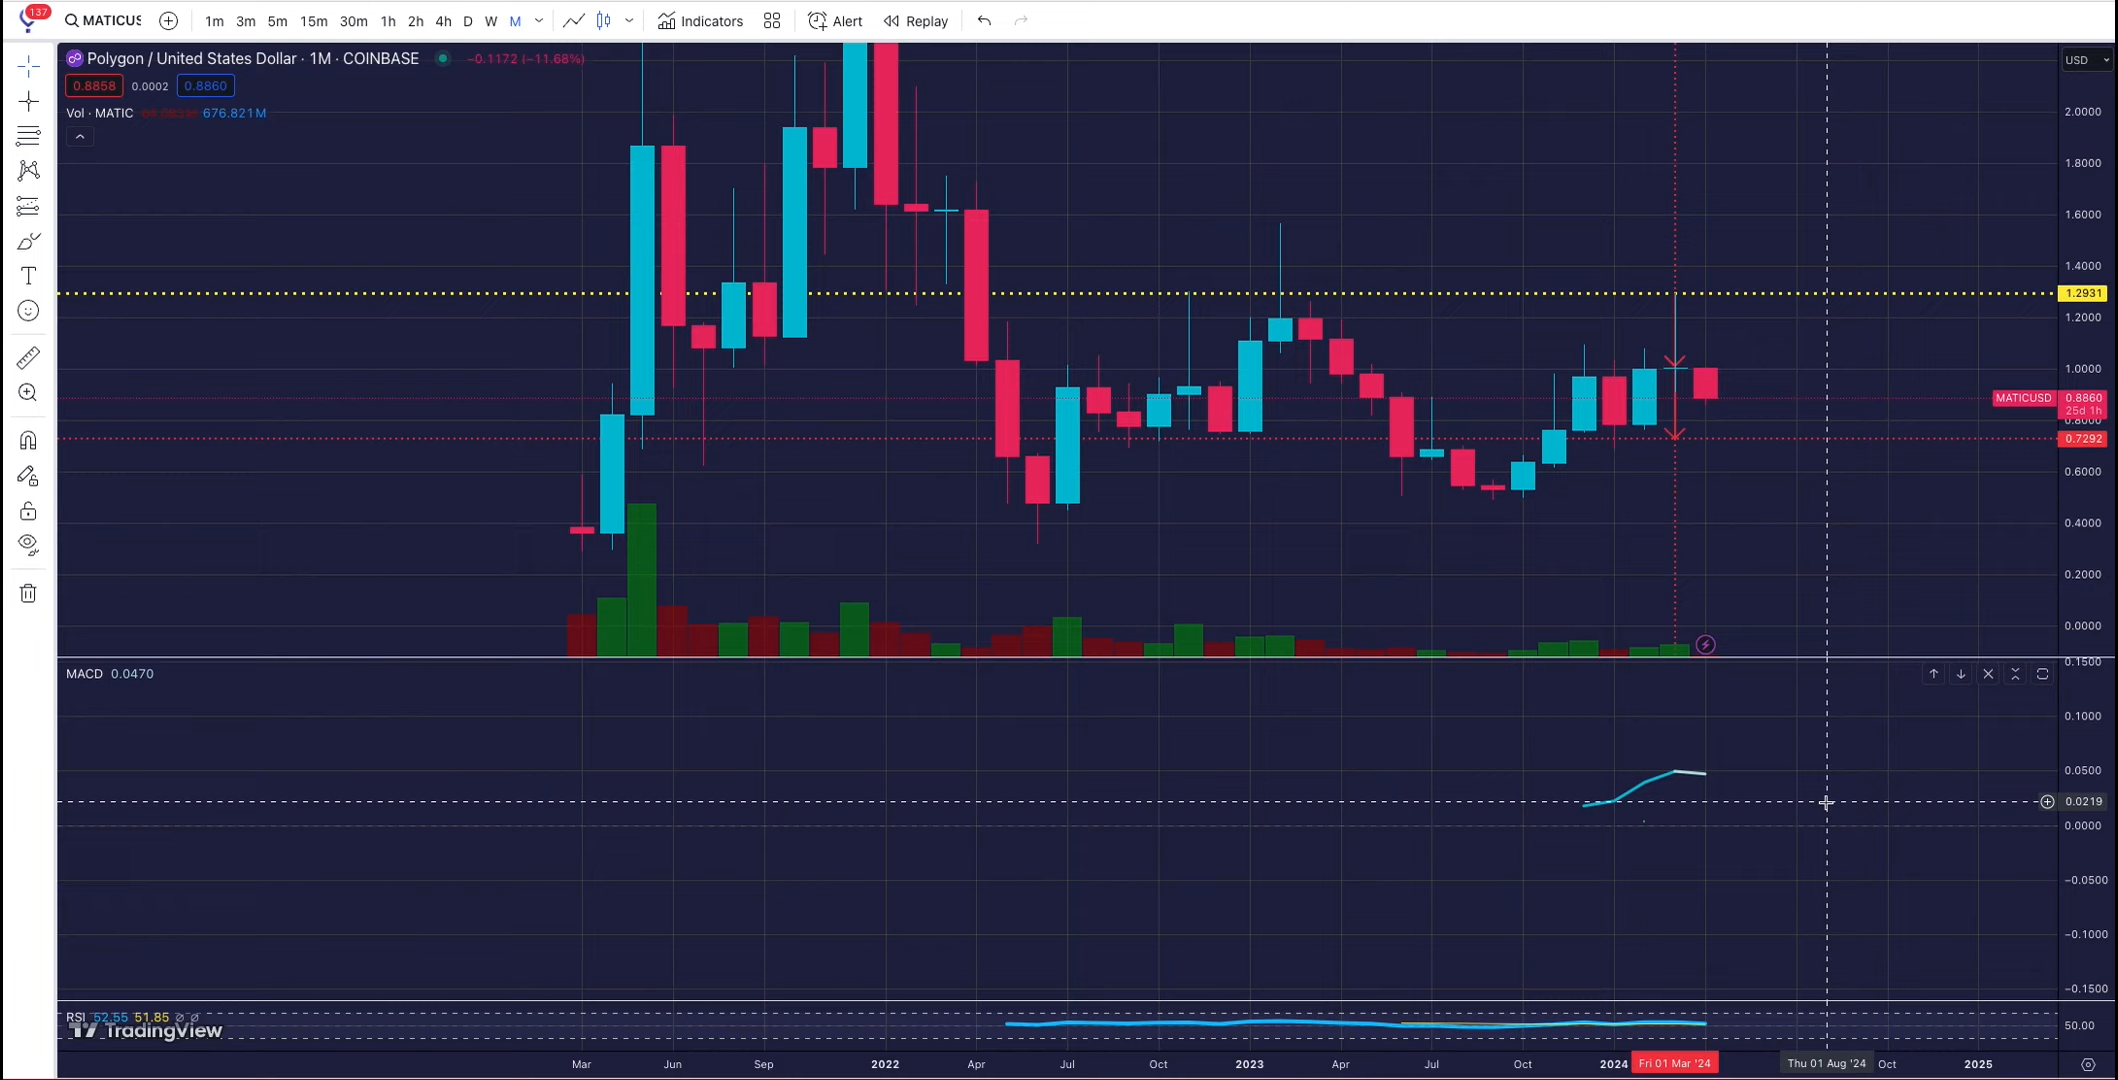 137
MATICUS
1m 3m 5m 15m 30m 1h 2h 4h D W M
Indicators
Alert
Replay
Polygon / United States Dollar · 1M · COINBASE
−0.1172 (−11.68%)
USD
0.8858 0.0002 0.8860
Vol · MATIC
676.821M
2.0000
1.8000
1.6000
1.4000
1.2931
1.2000
1.0000
MATICUSD 0.8860
25d 1h
0.8000
0.7292
0.6000
0.4000
0.2000
0.0000
0.1500
MACD 0.0470
0.1000
0.0500
0.0219
0.0000
−0.0500
−0.1000
−0.1500
RSI 52.55 51.85 ∅ ∅
TradingView
50.00
Mar Jun Sep 2022 Apr Jul Oct 2023 Apr Jul Oct 2024 Fri 01 Mar '24 Thu 01 Aug '24 Oct 2025